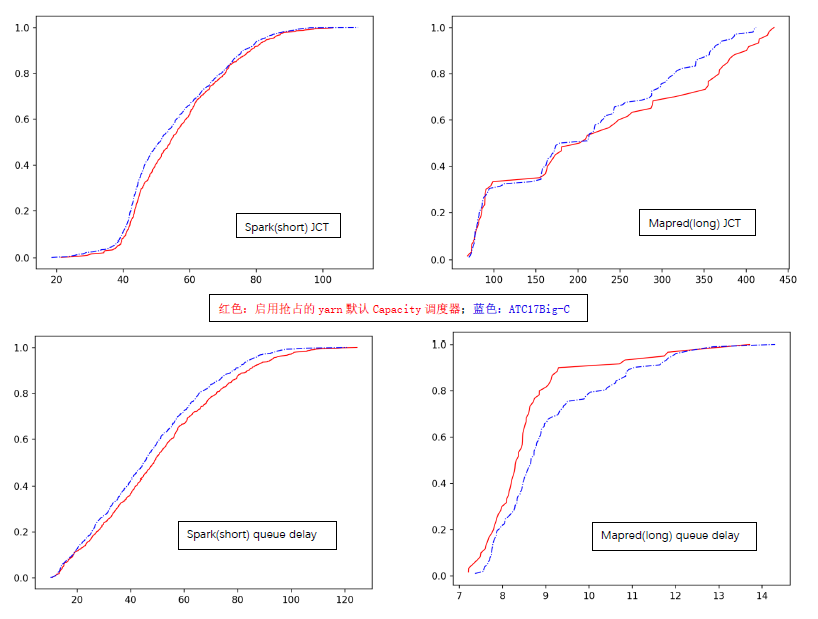 1.0
0.8
0.6
0.4
0.2
0.0
20 40 60 80 100
Spark(short) JCT
1.0
0.8
0.6
0.4
0.2
0.0
100 150 200 250 300 350 400 450
Mapred(long) JCT
红色：启用抢占的 yarn 默认 Capacity 调度器；蓝色：ATC17Big-C
1.0
0.8
0.6
0.4
0.2
0.0
20 40 60 80 100 120
Spark(short) queue delay
1.0
0.8
0.6
0.4
0.2
0.0
7 8 9 10 11 12 13 14
Mapred(long) queue delay